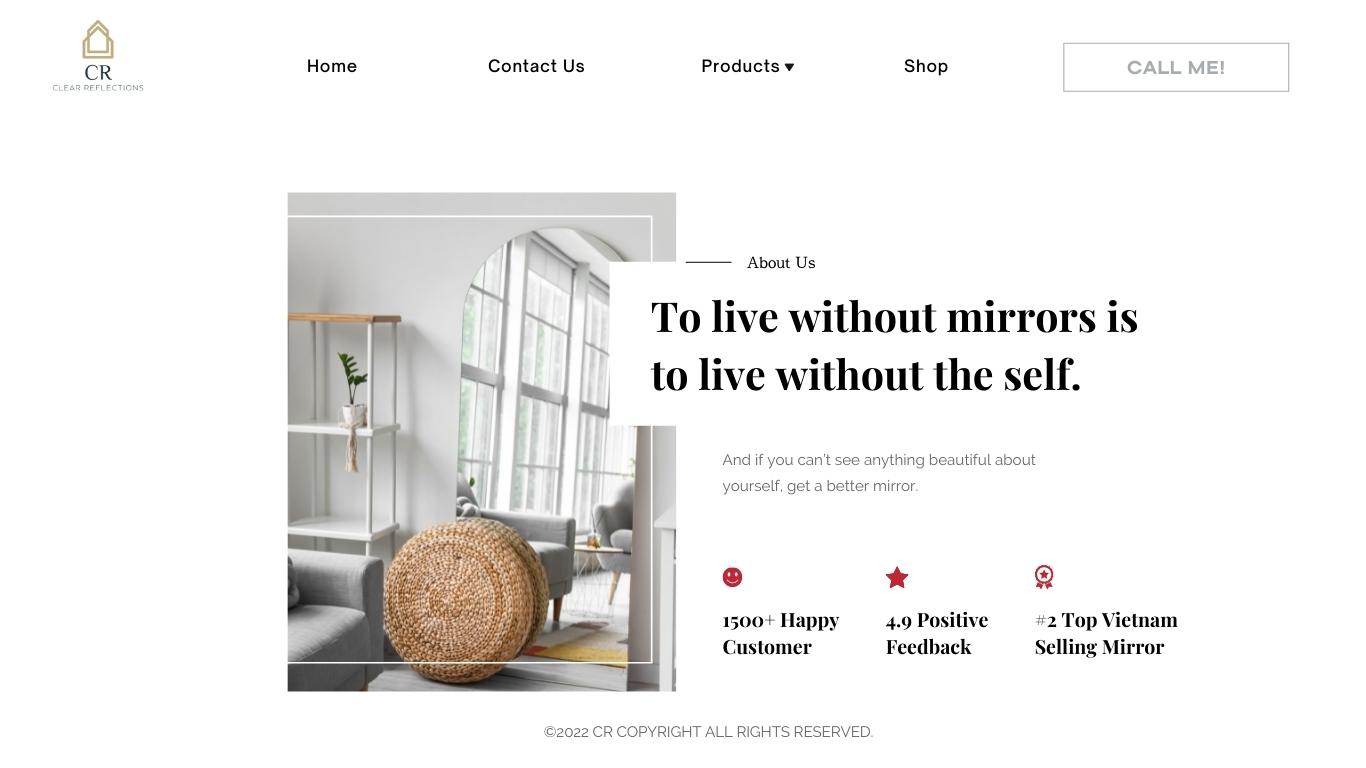 CR
CLEAR REFLECTIONS
Home
Contact Us
Products
Shop
CALL ME!
About Us
To live without mirrors is
to live without the self.
And if you can't see anything beautiful about
yourself, get a better mirror.
1500+ Happy
Customer
4.9 Positive
Feedback
#2 Top Vietnam
Selling Mirror
©2022 CR COPYRIGHT ALL RIGHTS RESERVED.